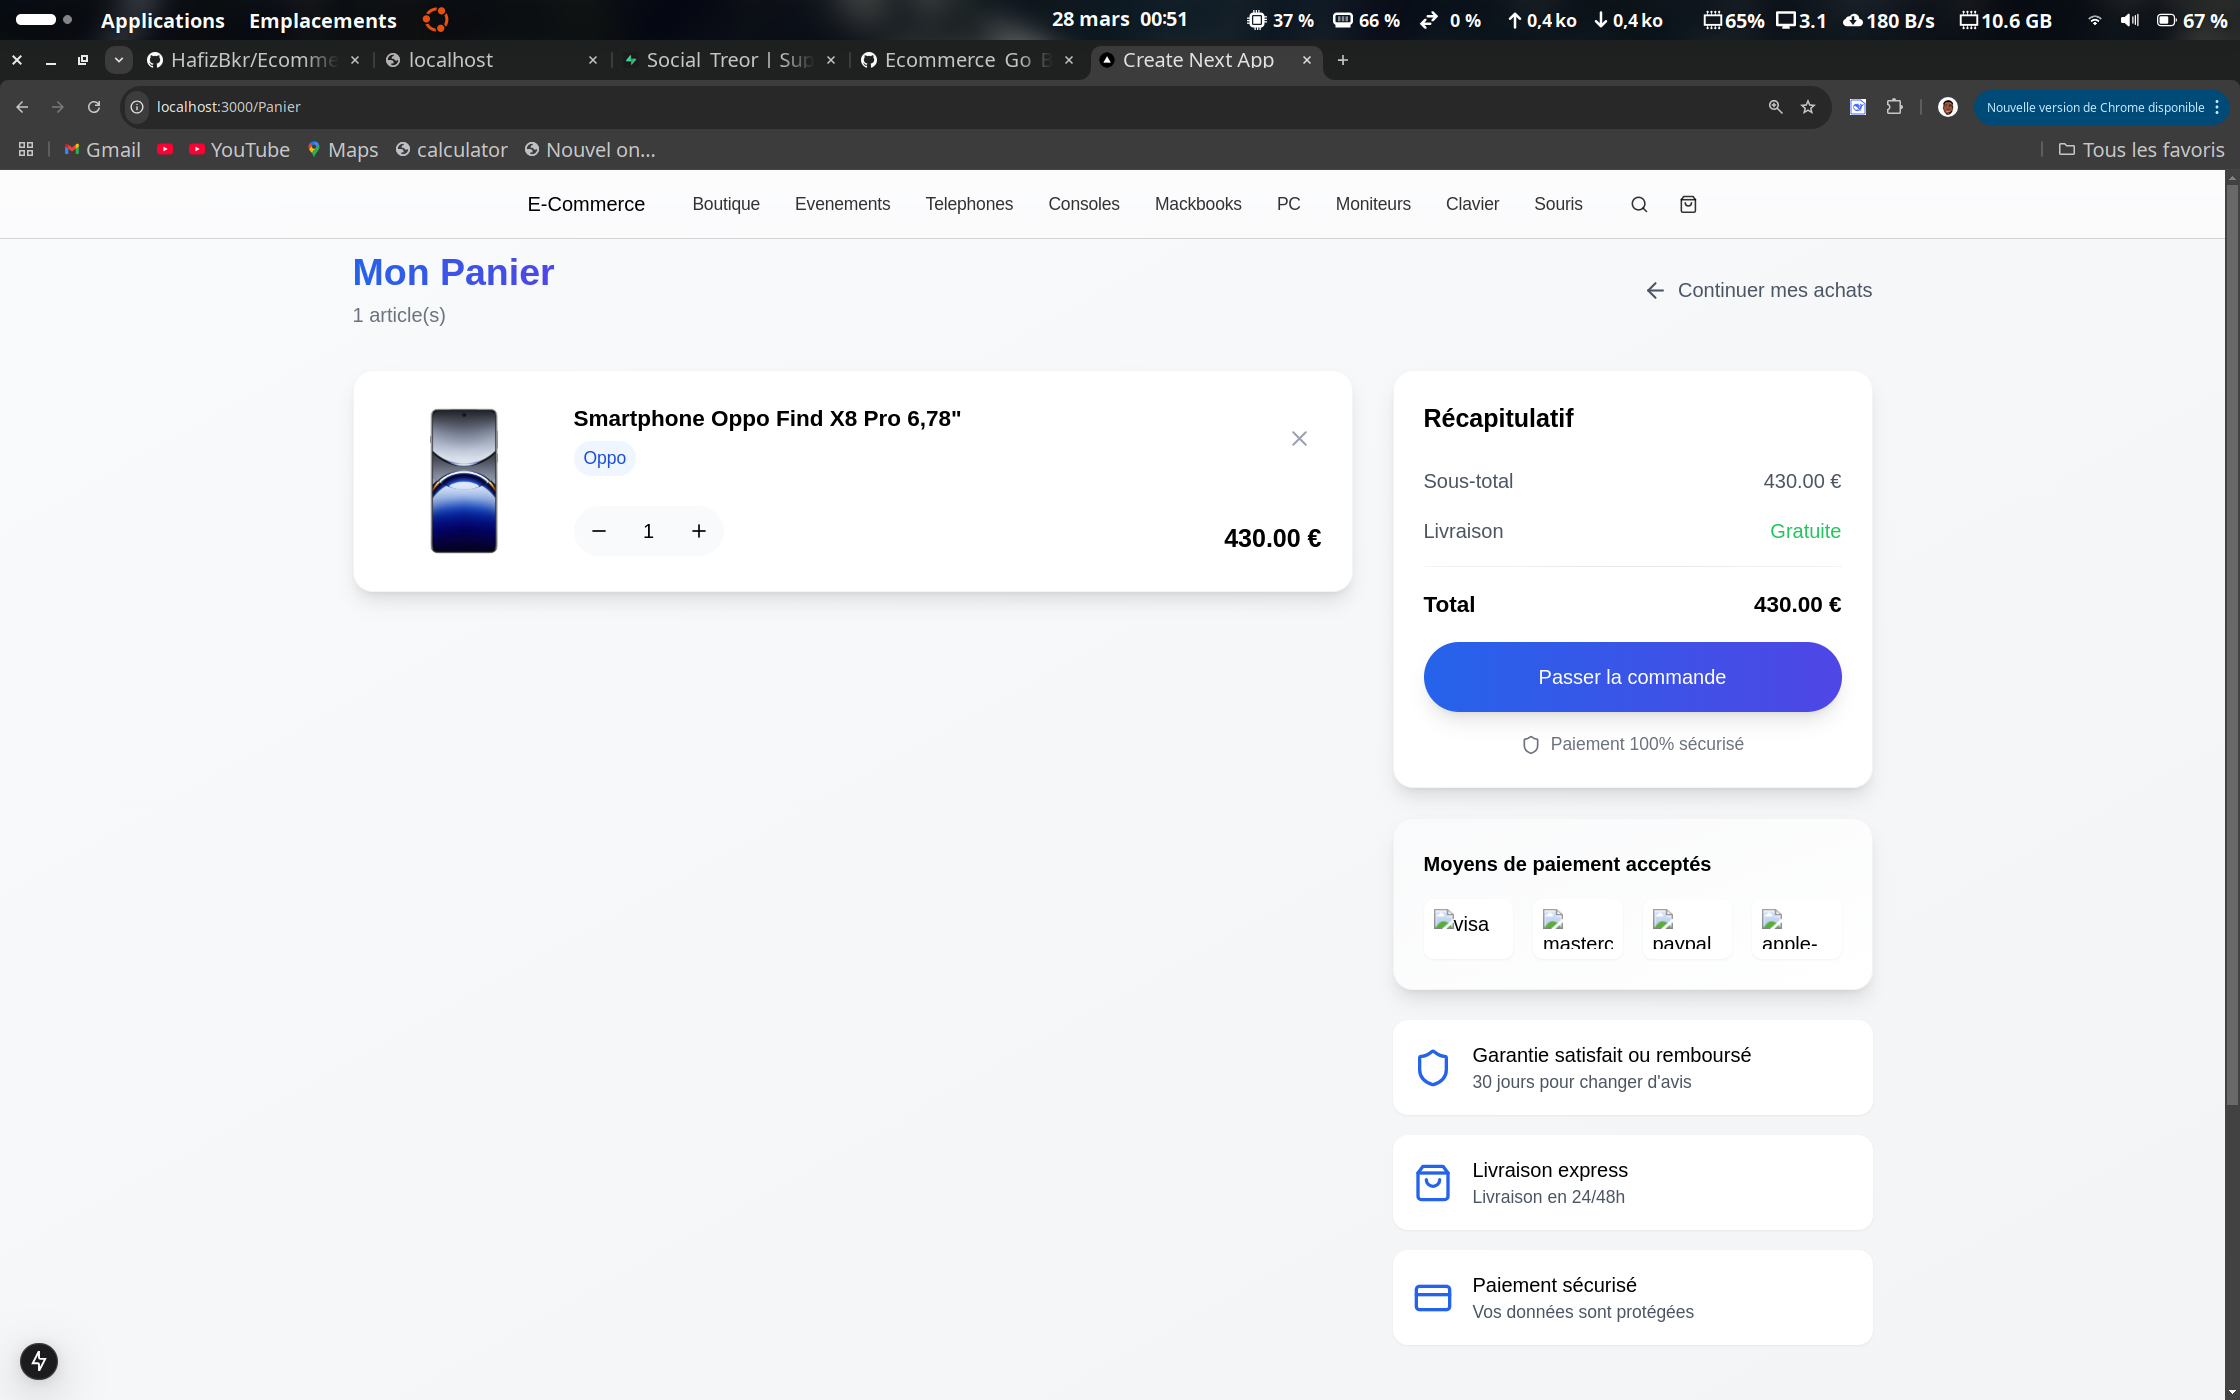 Applications Emplacements 28 mars 00:51 37 % 66 % 0 % 0,4 ko 0,4 ko 65% 3.1 180 B/s 10.6 GB 67 %
HafizBkr/Ecomme localhost Social Treor | Sup Ecommerce Go B Create Next App
localhost:3000/Panier Nouvelle version de Chrome disponible
Gmail YouTube Maps calculator Nouvel on... Tous les favoris
E-Commerce Boutique Evenements Telephones Consoles Mackbooks PC Moniteurs Clavier Souris
Mon Panier
1 article(s)
Continuer mes achats
Smartphone Oppo Find X8 Pro 6,78"
Oppo
1
430.00 €
Récapitulatif
Sous-total 430.00 €
Livraison Gratuite
Total 430.00 €
Passer la commande
Paiement 100% sécurisé
Moyens de paiement acceptés
visa masterc paypal apple-
Garantie satisfait ou remboursé
30 jours pour changer d'avis
Livraison express
Livraison en 24/48h
Paiement sécurisé
Vos données sont protégées